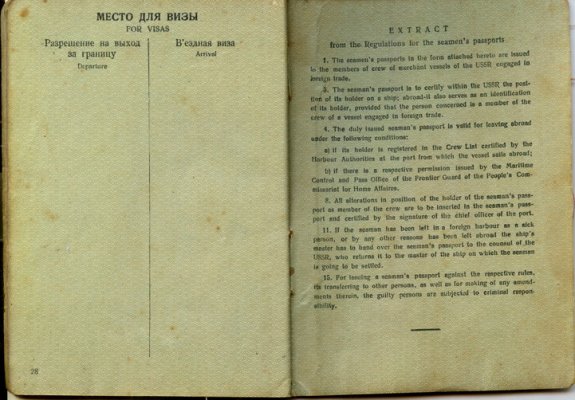 МЕСТО ДЛЯ ВИЗЫ
FOR VISAS
Разрешение на выход
за границу
Departure
В'ездная виза
Arrival
28
EXTRACT
from the Regulations for the seamen's passports
1. The seamen's passports in the form attached hereto are issued
to the members of crew of merchant vessels of the USSR engaged in
foreign trade.
3. The seaman's passport is to certify within the USSR the posi-
tion of its holder on a ship; abroad-it also serves as an identification
of its holder, provided that the person concerned is a member of the
crew of a vessel engaged in foreign trade.
4. The duly issued seaman's passport is valid for leaving abroad
under the following conditions:
a) if its holder is registered in the Crew List certified by the
Harbour Authorities at the port from which the vessel sails abroad;
b) if there is a respective permission issued by the Maritime
Control and Pass Office of the Frontier Guard of the People's Com-
missariat for Home Affaires.
8. All alterations in position of the holder of the seaman's pass-
port as member of the crew are to be inserted in the seaman's pass-
port and certified by the signature of the chief officer of the port.
11. If the seaman has been left in a foreign harbour as a sick
person, or by any other reasons has been left abroad the ship's
master has to hand over the seaman's passport to the counsul of the
USSR, who returns it to the master of the ship on which the seaman
is going to be settled.
15. For issuing a seaman's passport against the respective rules,
its transferring to other persons, as well as for making of any amend-
ments therein, the guilty persons are subjected to criminal respon-
sibility.